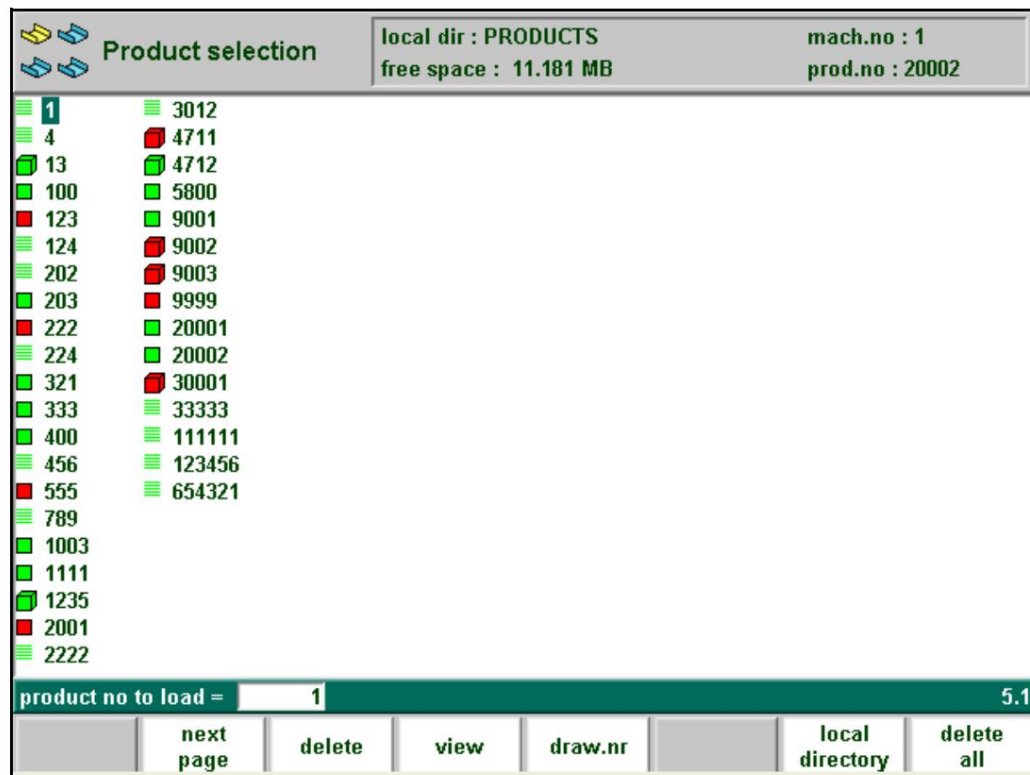 Product selection
local dir : PRODUCTS
free space : 11.181 MB
mach.no : 1
prod.no : 20002
1
4
13
100
123
124
202
203
222
224
321
333
400
456
555
789
1003
1111
1235
2001
2222
3012
4711
4712
5800
9001
9002
9003
9999
20001
20002
30001
33333
111111
123456
654321
product no to load = 1
5.1
next
page
delete
view
draw.nr
local
directory
delete
all